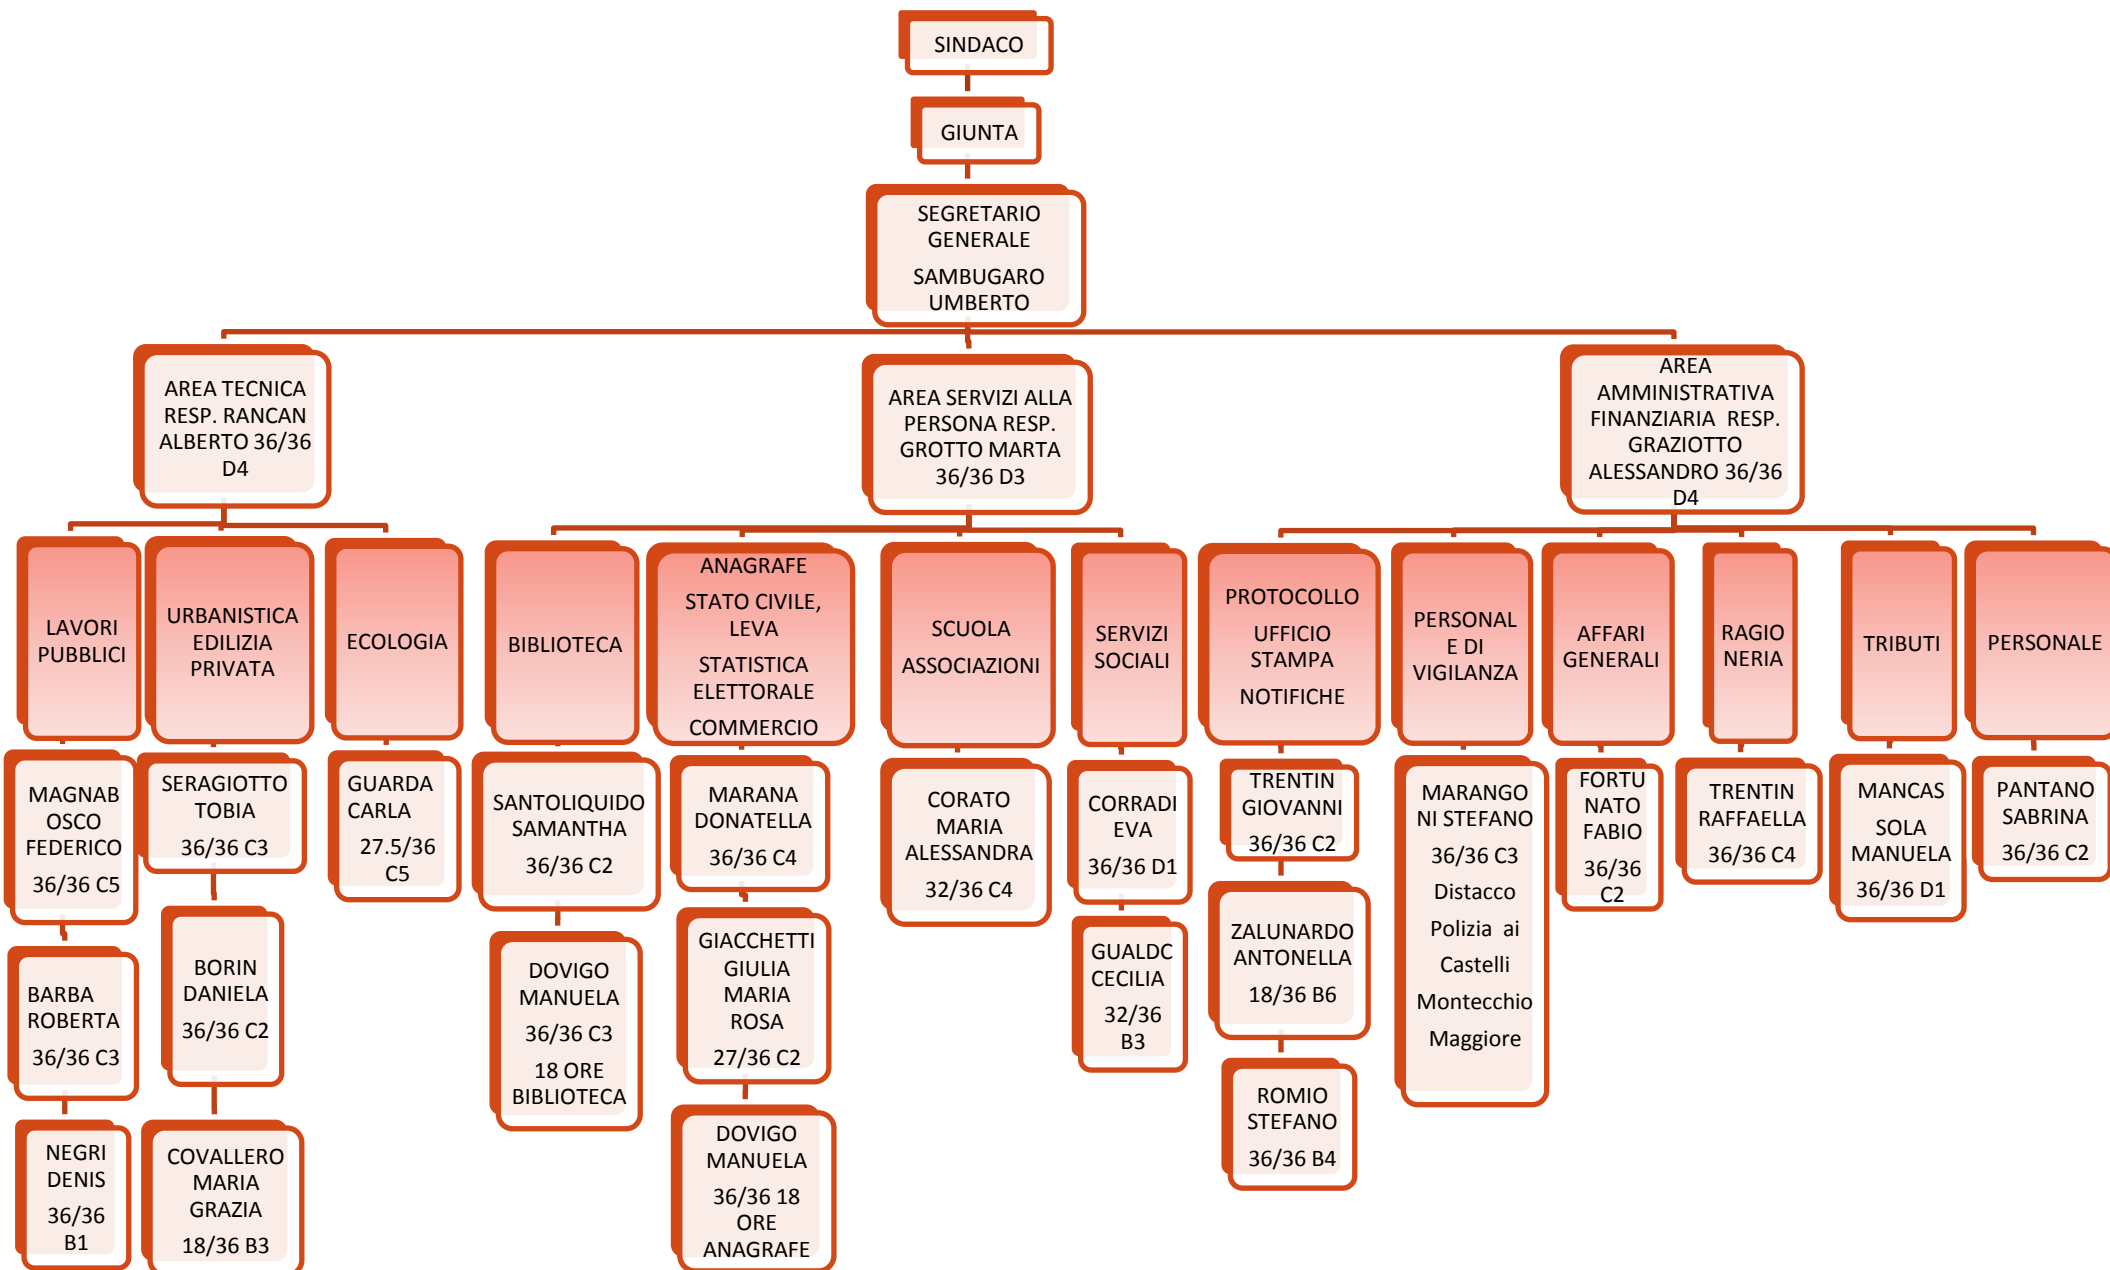 SINDACO
GIUNTA
SEGRETARIO
GENERALE
SAMBUGARO
UMBERTO
AREA TECNICA
RESP. RANCAN
ALBERTO 36/36
D4
AREA SERVIZI ALLA
PERSONA RESP.
GROTTO MARTA
36/36 D3
AREA
AMMINISTRATIVA
FINANZIARIA RESP.
GRAZIOTTO
ALESSANDRO 36/36
D4
LAVORI
PUBBLICI
URBANISTICA
EDILIZIA
PRIVATA
ECOLOGIA
BIBLIOTECA
ANAGRAFE
STATO CIVILE,
LEVA
STATISTICA
ELETTORALE
COMMERCIO
SCUOLA
ASSOCIAZIONI
SERVIZI
SOCIALI
PROTOCOLLO
UFFICIO
STAMPA
NOTIFICHE
PERSONAL
E DI
VIGILANZA
AFFARI
GENERALI
RAGIO
NERIA
TRIBUTI
PERSONALE
MAGNAB
OSCO
FEDERICO
36/36 C5
BARBA
ROBERTA
36/36 C3
NEGRI
DENIS
36/36
B1
SERAGIOTTO
TOBIA
36/36 C3
BORIN
DANIELA
36/36 C2
COVALLERO
MARIA
GRAZIA
18/36 B3
GUARDA
CARLA
27.5/36
C5
SANTOLIQUIDO
SAMANTHA
36/36 C2
DOVIGO
MANUELA
36/36 C3
18 ORE
BIBLIOTECA
MARANA
DONATELLA
36/36 C4
GIACCHETTI
GIULIA
MARIA
ROSA
27/36 C2
DOVIGO
MANUELA
36/36 18
ORE
ANAGRAFE
CORATO
MARIA
ALESSANDRA
32/36 C4
CORRADI
EVA
36/36 D1
GUALDC
CECILIA
32/36
B3
TRENTIN
GIOVANNI
36/36 C2
ZALUNARDO
ANTONELLA
18/36 B6
ROMIO
STEFANO
36/36 B4
MARANGO
NI STEFANO
36/36 C3
Distacco
Polizia ai
Castelli
Montecchio
Maggiore
FORTU
NATO
FABIO
36/36
C2
TRENTIN
RAFFAELLA
36/36 C4
MANCAS
SOLA
MANUELA
36/36 D1
PANTANO
SABRINA
36/36 C2